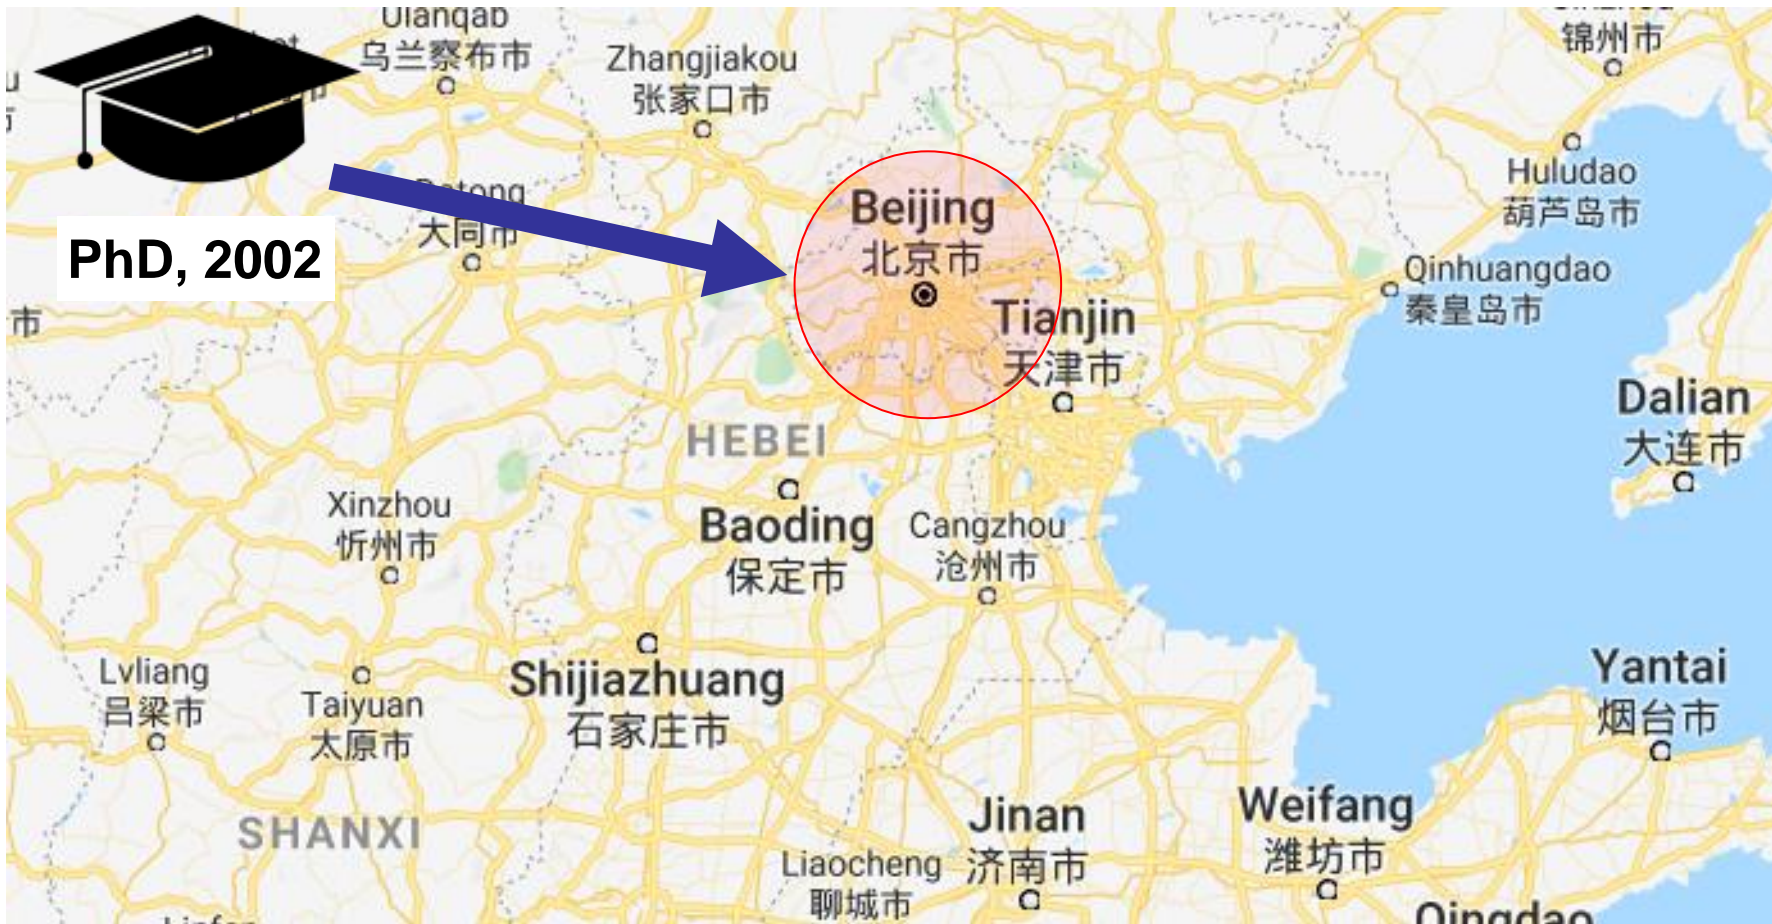 Ulanqab
乌兰察布市
Zhangjiakou
张家口市
锦州市
Huludao
葫芦岛市
Beijing
北京市
Datong
大同市
PhD, 2002
Qinhuangdao
秦皇岛市
市
Tianjin
天津市
Dalian
大连市
HEBEI
Xinzhou
忻州市
Baoding
保定市
Cangzhou
沧州市
Lvliang
吕梁市
Taiyuan
太原市
Shijiazhuang
石家庄市
Yantai
烟台市
SHANXI
Jinan
济南市
Weifang
潍坊市
Liaocheng
聊城市
Qingdao